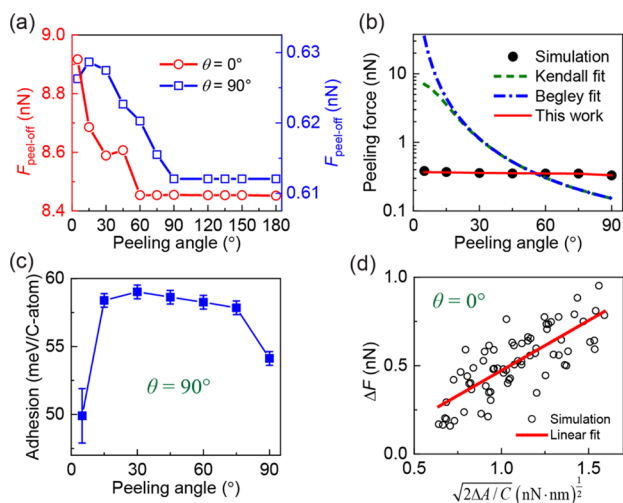 (a)
9.0
8.8
8.6
8.4
F_peel-off (nN)
θ = 0°
θ = 90°
0.63
0.62
0.61
F_peel-off (nN)
0 30 60 90 120 150 180
Peeling angle (°)
(b)
10
1
0.1
Peeling force (nN)
Simulation
Kendall fit
Begley fit
This work
0 30 60 90
Peeling angle (°)
(c)
60
55
50
Adhesion (meV/C-atom)
θ = 90°
0 15 30 45 60 75 90
Peeling angle (°)
(d)
1.0
0.5
0.0
ΔF (nN)
θ = 0°
Simulation
Linear fit
0.5 1.0 1.5
√2ΔA/C (nN·nm)^½